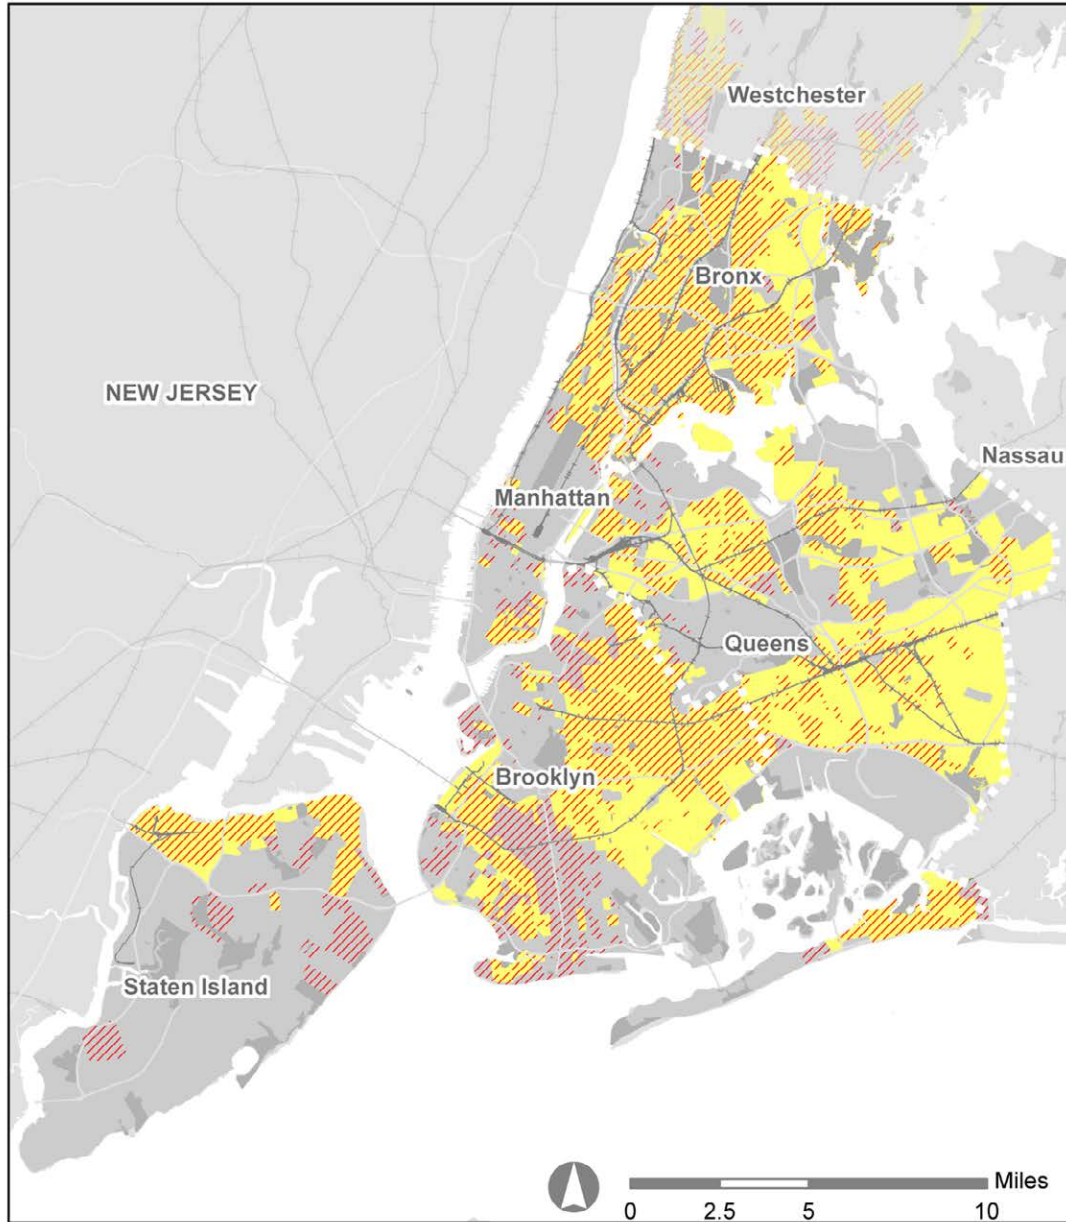 Westchester
Bronx
NEW JERSEY
Nassau
Manhattan
Queens
Brooklyn
Staten Island
Miles
0 2.5 5 10